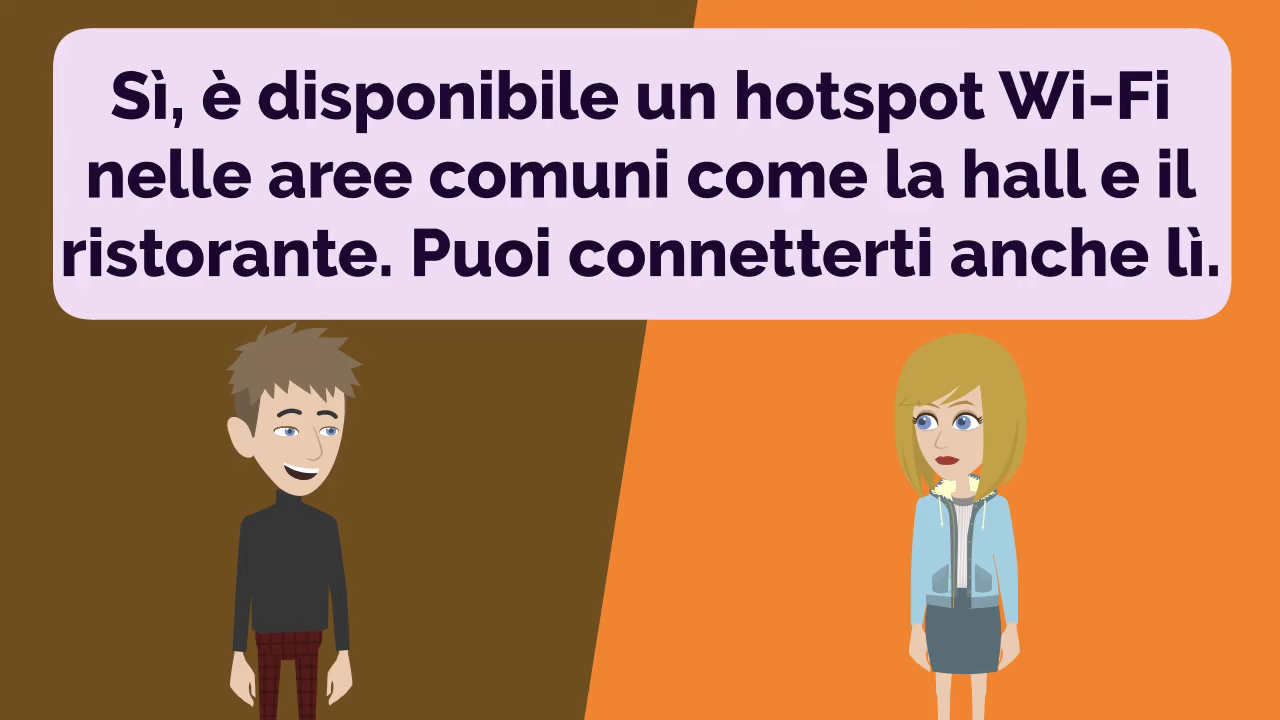 Sì, è disponibile un hotspot Wi-Fi
nelle aree comuni come la hall e il
ristorante. Puoi connetterti anche lì.